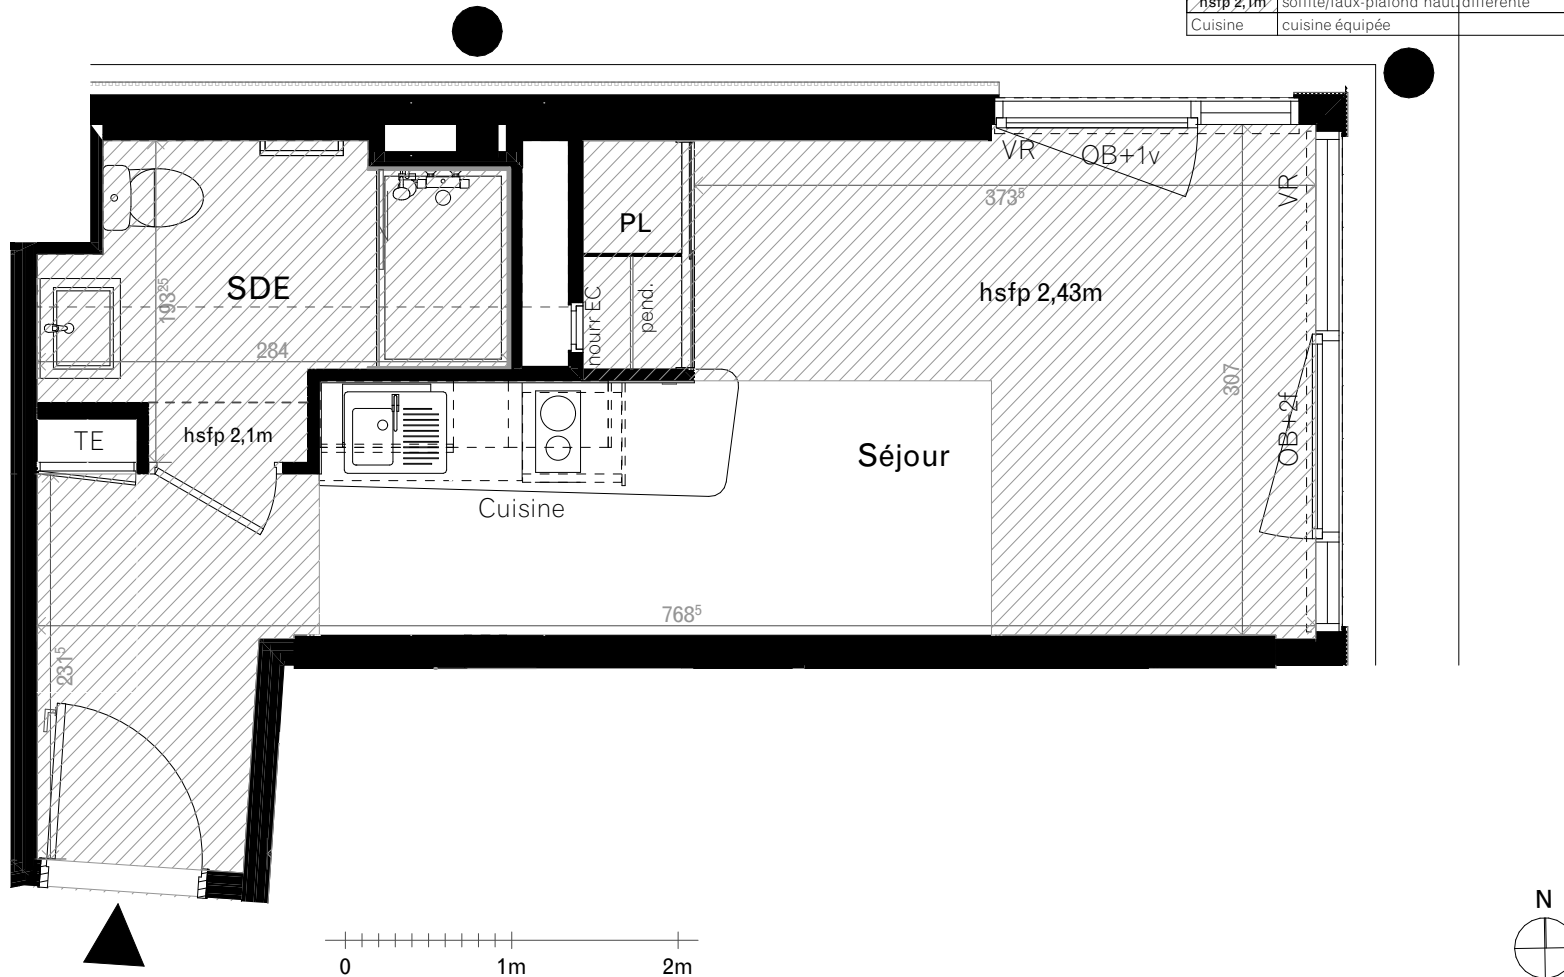 hsfp 2,1m soffite/faux-plafond haut. différente
Cuisine cuisine équipée
VR
OB+1v
VR
373⁵
PL
SDE
193²⁵
hsfp 2,43m
nourr EC
pend.
284
307
OB+2f
TE
hsfp 2,1m
Séjour
Cuisine
768⁵
231⁵
N
0 1m 2m